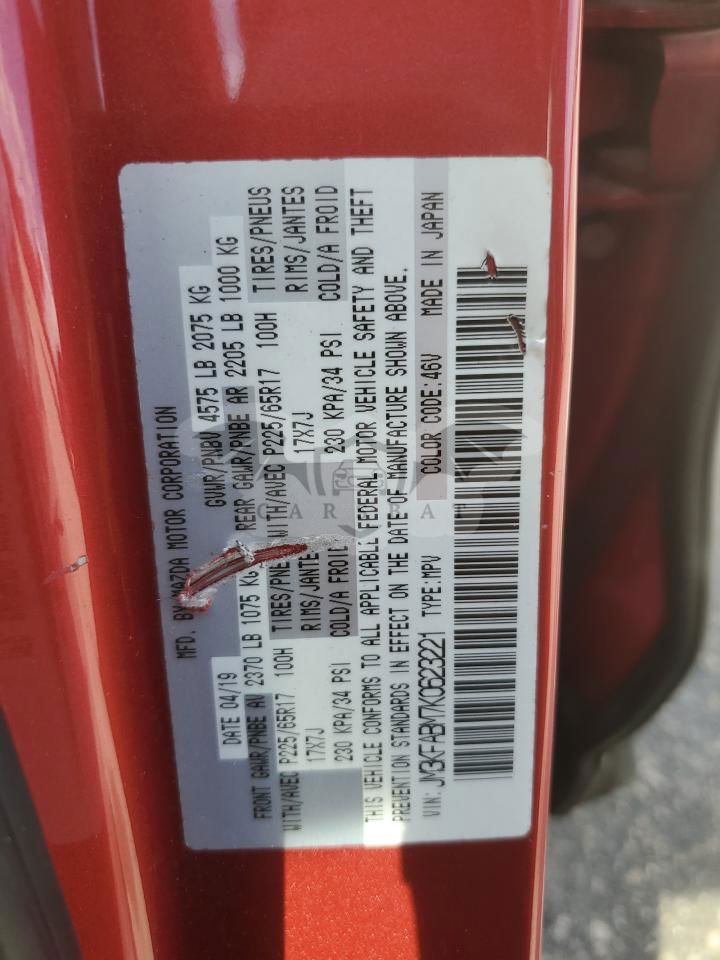 MFD. BY MAZDA MOTOR CORPORATION
DATE 04/19 GVWR/PNBV 4575 LB 2075 KG
FRONT GAWR/PNBE AV 2370 LB 1075 KG REAR GAWR/PNBE AR 2205 LB 1000 KG
WITH/AVEC P225/65R17 100H TIRES/PNEUS WITH/AVEC P225/65R17 100H TIRES/PNEUS
17X7J RIMS/JANTES 17X7J RIMS/JANTES
230 KPA/34 PSI COLD/A FROID 230 KPA/34 PSI COLD/A FROID
THIS VEHICLE CONFORMS TO ALL APPLICABLE FEDERAL MOTOR VEHICLE SAFETY AND THEFT
PREVENTION STANDARDS IN EFFECT ON THE DATE OF MANUFACTURE SHOWN ABOVE.
VIN: JM3KFABM7K0623221 TYPE:MPV COLOR CODE:46V MADE IN JAPAN
CARBAT